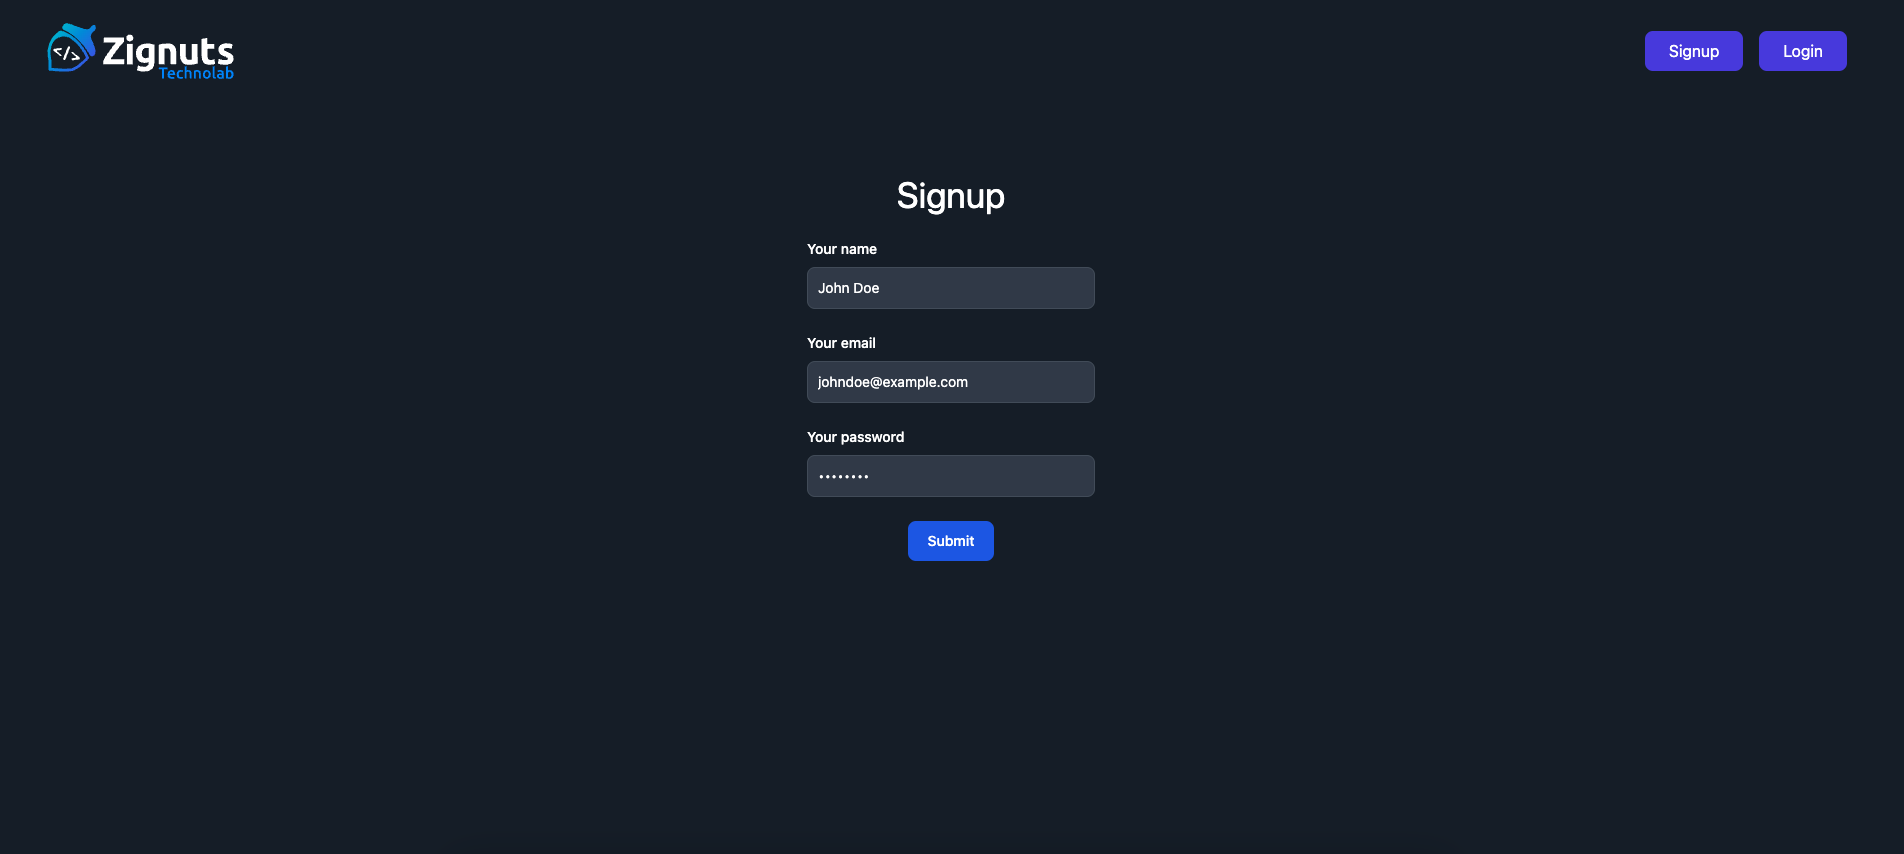 </> Zignuts
Technolab
Signup
Login
Signup
Your name
John Doe
Your email
johndoe@example.com
Your password
••••••••
Submit